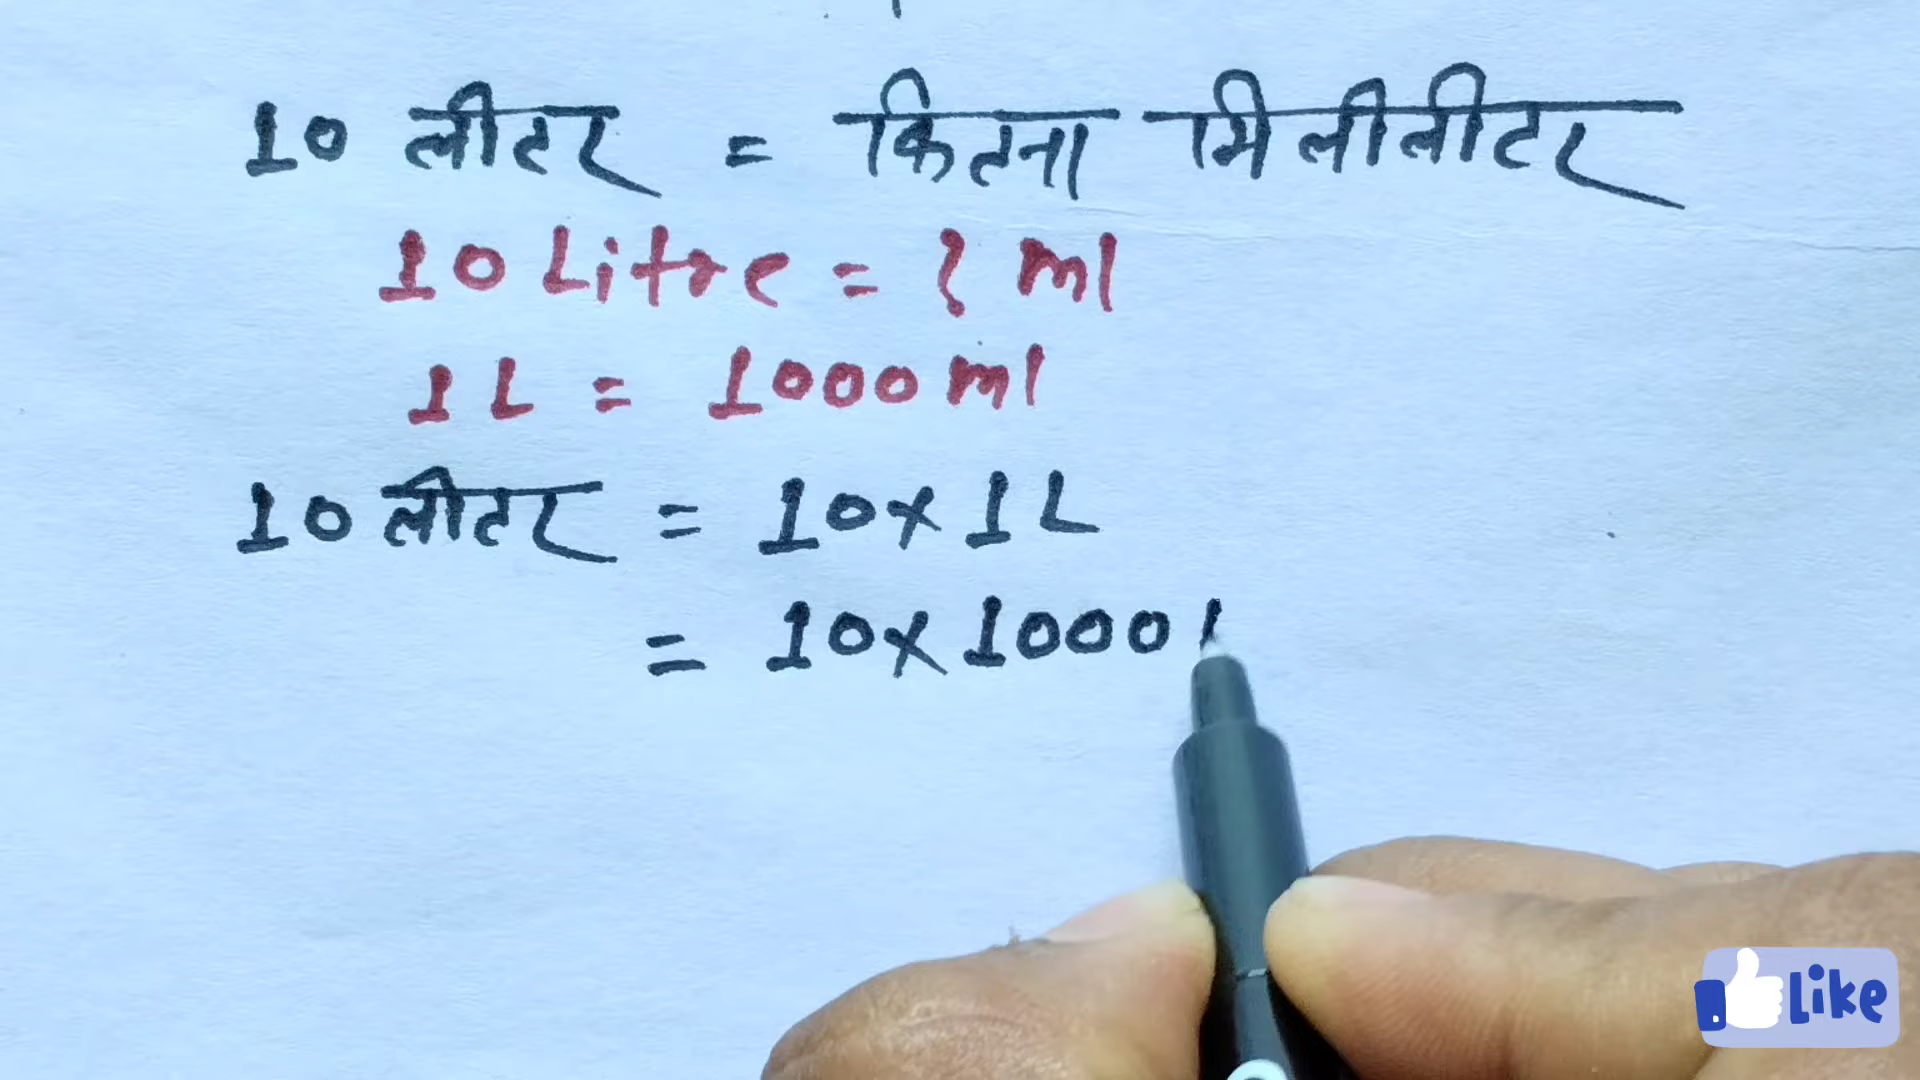 10 लीटर = कितना मिलीलीटर
10 Litre = ? ml
1 L = 1000 ml
10 लीटर = 10 × 1 L
= 10 × 1000
Like